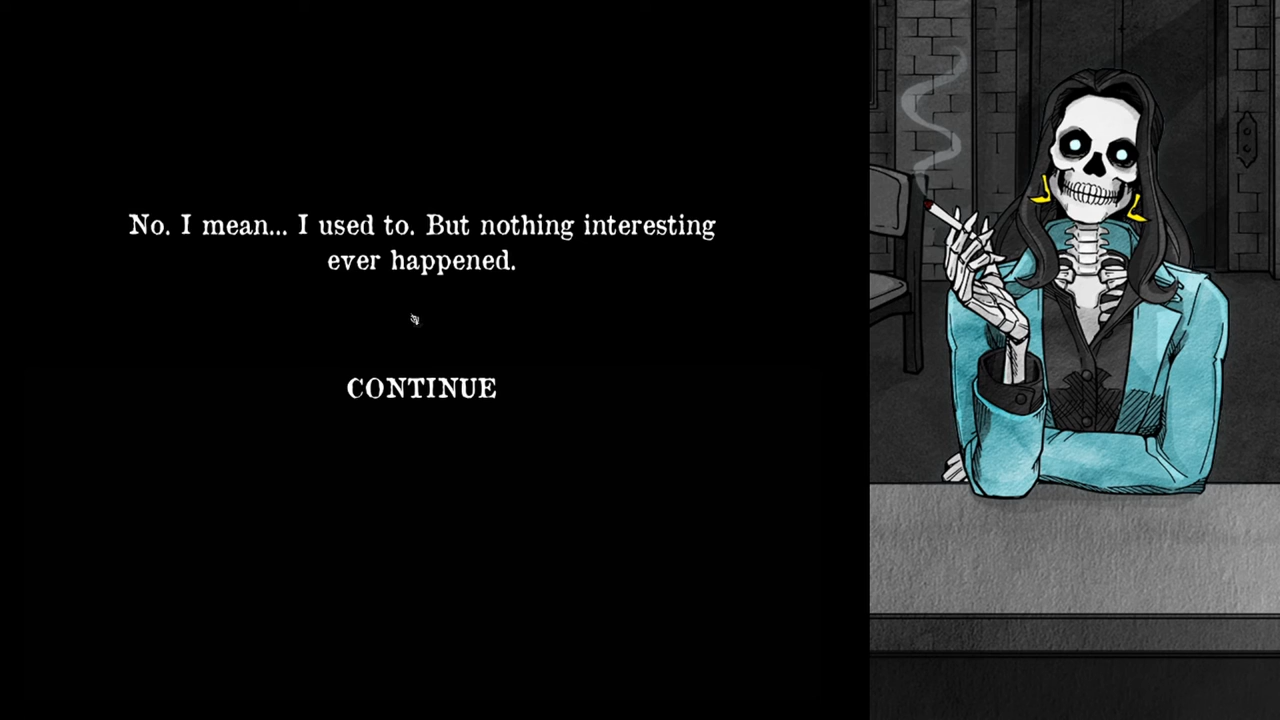 No. I mean... I used to. But nothing interesting
ever happened.
CONTINUE